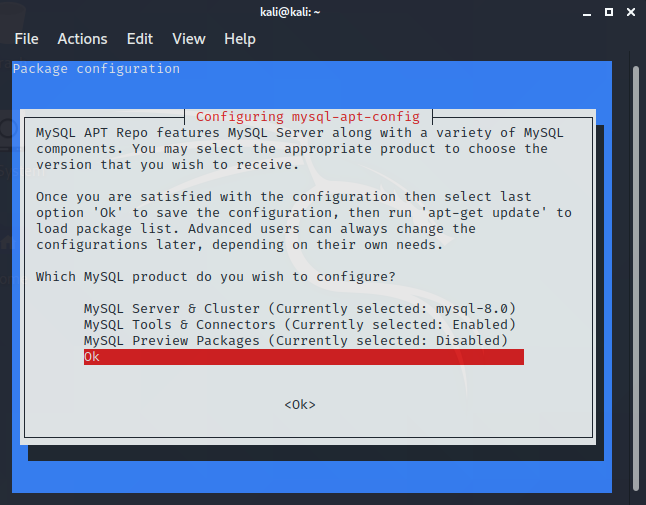 kali@kali: ~
File Actions Edit View Help
Package configuration
Configuring mysql-apt-config
MySQL APT Repo features MySQL Server along with a variety of MySQL
components. You may select the appropriate product to choose the
version that you wish to receive.
Once you are satisfied with the configuration then select last
option 'Ok' to save the configuration, then run 'apt-get update' to
load package list. Advanced users can always change the
configurations later, depending on their own needs.
Which MySQL product do you wish to configure?
MySQL Server & Cluster (Currently selected: mysql-8.0)
MySQL Tools & Connectors (Currently selected: Enabled)
MySQL Preview Packages (Currently selected: Disabled)
Ok
<Ok>